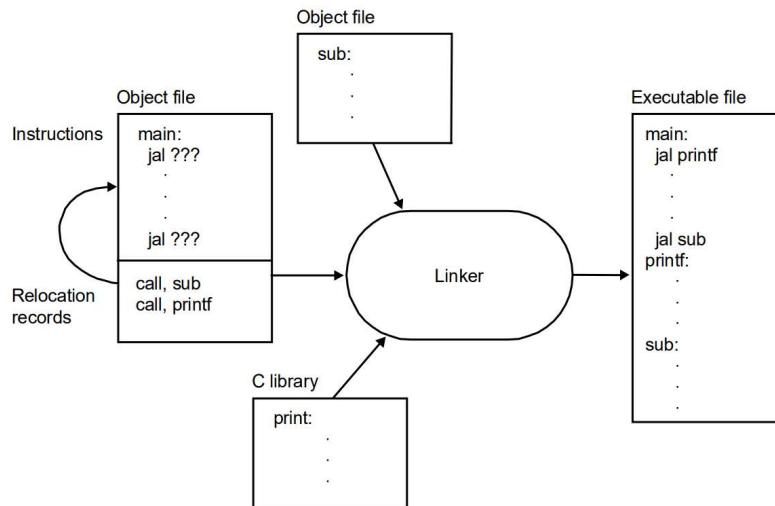 Object file
sub:
.
.
.
Object file
Instructions
main:
jal ???
.
.
.
jal ???
Relocation
records
call, sub
call, printf
Linker
C library
print:
.
.
.
Executable file
main:
jal printf
.
.
.
jal sub
printf:
.
.
.
sub:
.
.
.